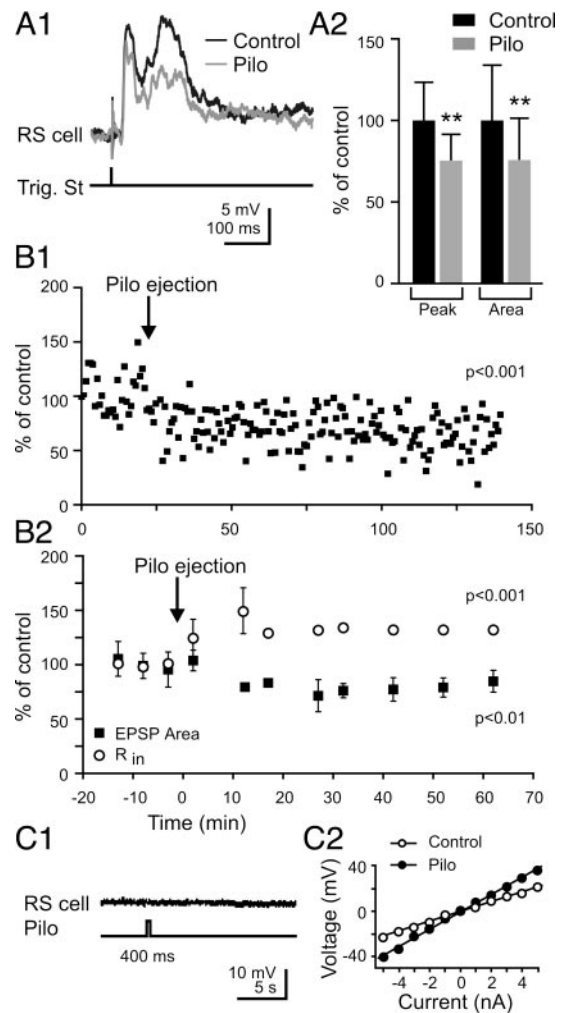 A1
Control
Pilo
RS cell
Trig. St
5 mV
100 ms
A2
Control
Pilo
% of control
150
100
50
0
**
**
Peak
Area
B1
% of control
200
150
100
50
0
Pilo ejection
p<0.001
0
25
50
75
100
125
150
B2
% of control
200
150
100
50
0
Pilo ejection
p<0.001
p<0.01
EPSP Area
R in
-20
-10
0
10
20
30
40
50
60
70
Time (min)
C1
RS cell
Pilo
400 ms
10 mV
5 s
C2
Control
Pilo
Voltage (mV)
40
0
-40
-4
-2
0
2
4
Current (nA)